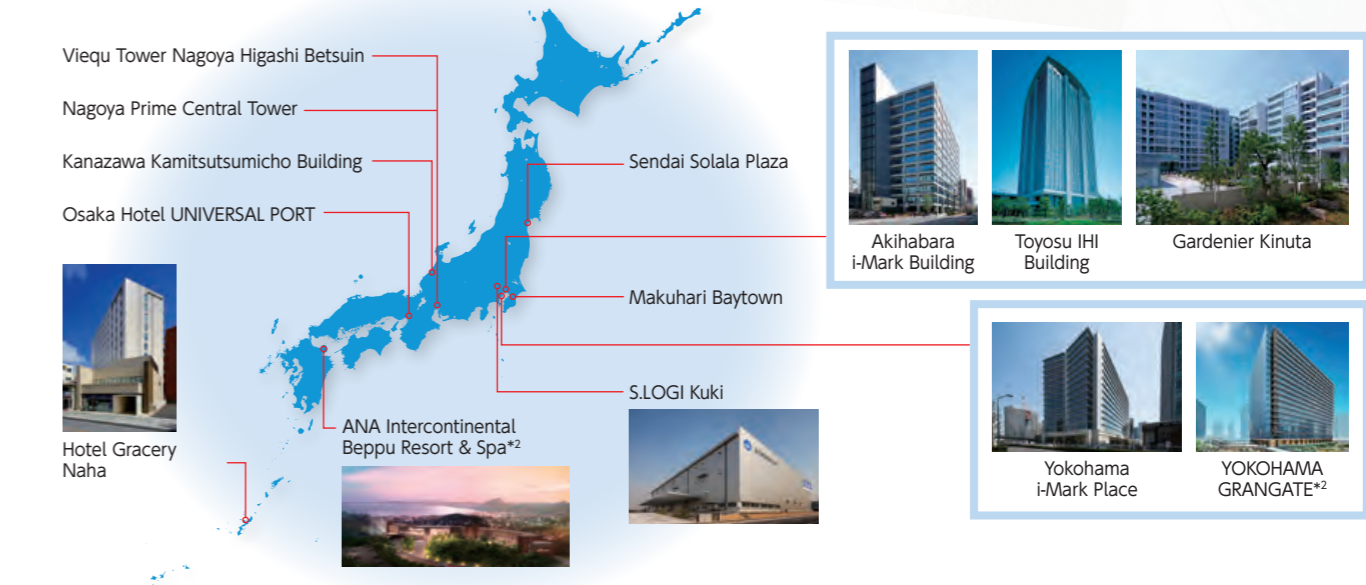 Viequ Tower Nagoya Higashi Betsuin
Nagoya Prime Central Tower
Kanazawa Kamitsutsumicho Building
Osaka Hotel UNIVERSAL PORT
Hotel Gracery
Naha
ANA Intercontinental
Beppu Resort & Spa*2
Sendai Solala Plaza
Makuhari Baytown
S.LOGI Kuki
Akihabara
i-Mark Building
Toyosu IHI
Building
Gardenier Kinuta
Yokohama
i-Mark Place
YOKOHAMA
GRANGATE*2